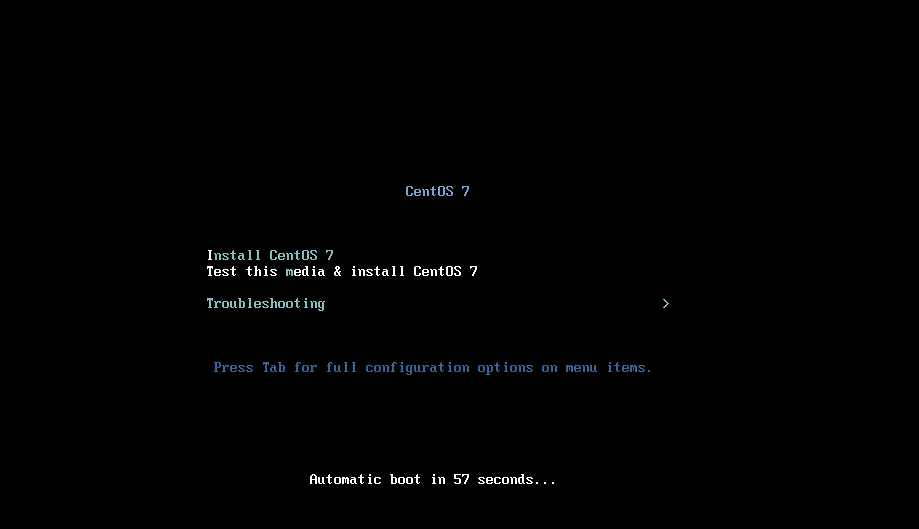 CentOS 7
Install CentOS 7
Test this media & install CentOS 7
Troubleshooting >
Press Tab for full configuration options on menu items.
Automatic boot in 57 seconds...